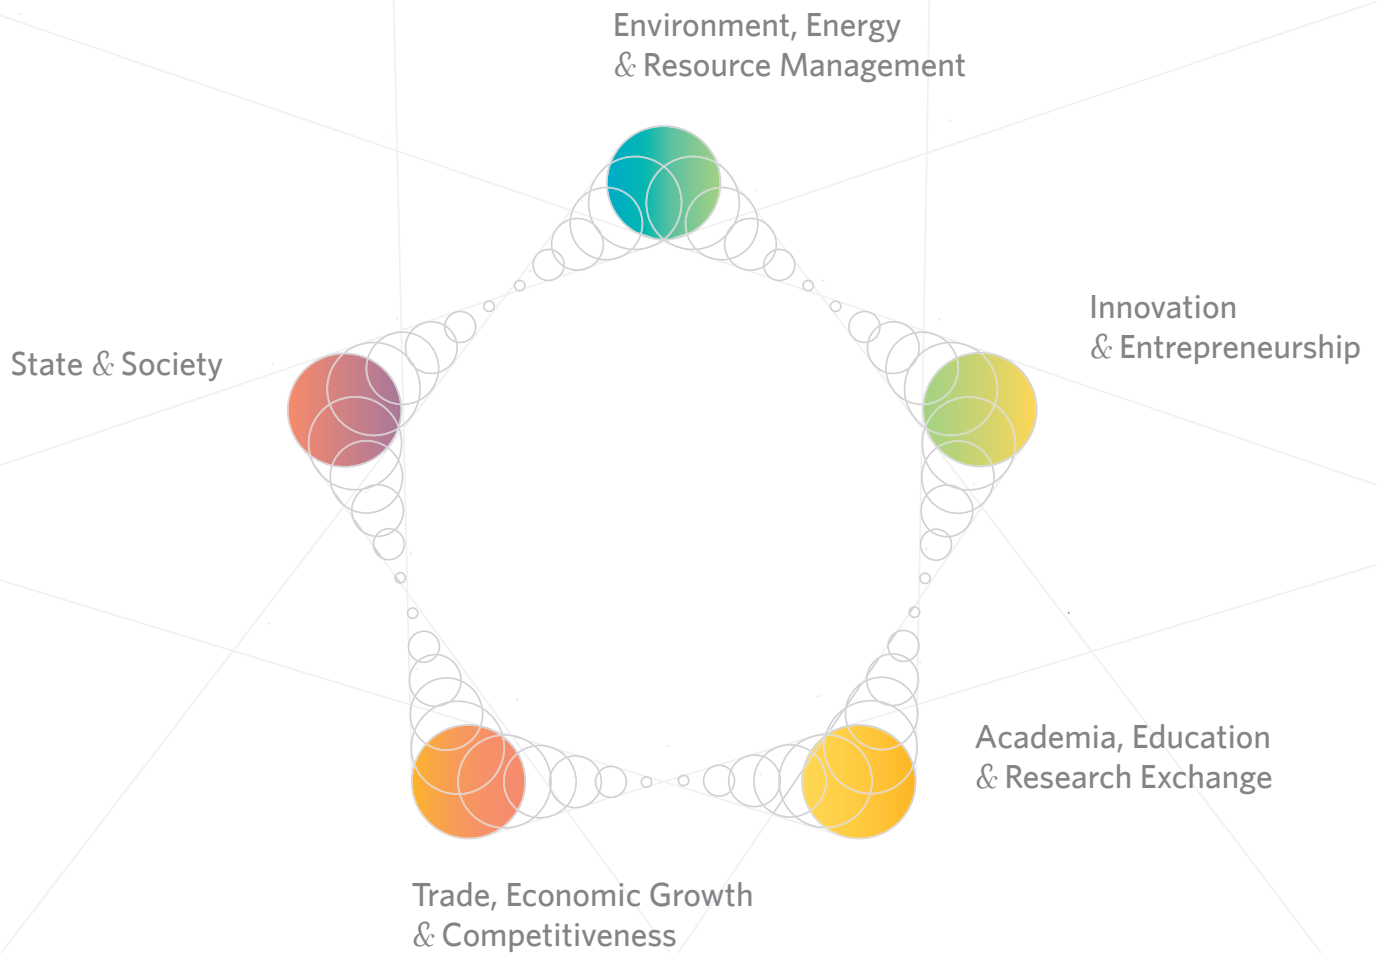 Environment, Energy
& Resource Management
Innovation
& Entrepreneurship
State & Society
Academia, Education
& Research Exchange
Trade, Economic Growth
& Competitiveness